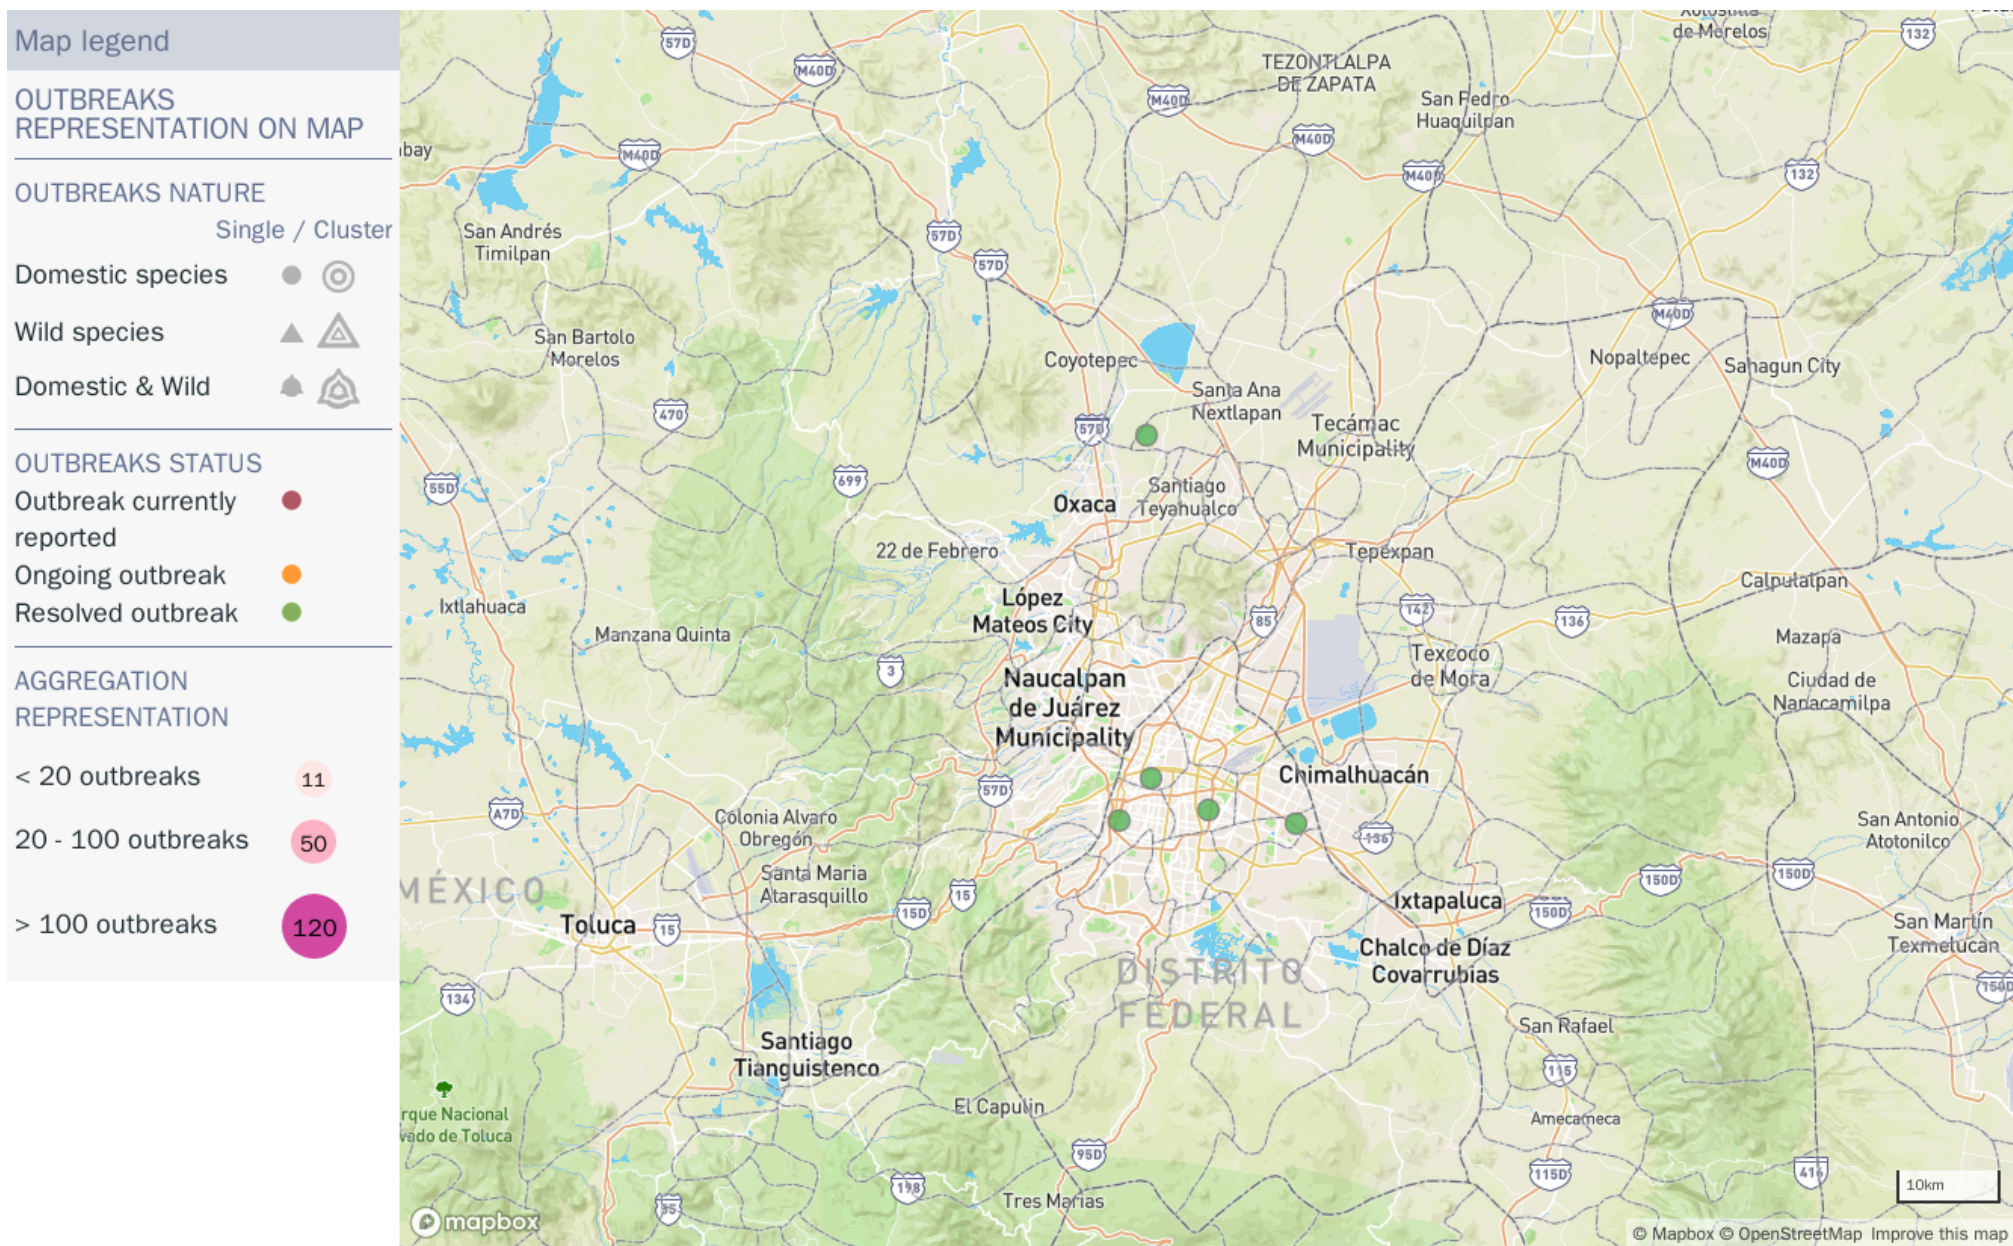 Map legend
OUTBREAKS
REPRESENTATION ON MAP
OUTBREAKS NATURE
Single / Cluster
Domestic species
Wild species
Domestic & Wild
OUTBREAKS STATUS
Outbreak currently
reported
Ongoing outbreak
Resolved outbreak
AGGREGATION
REPRESENTATION
< 20 outbreaks 11
20 - 100 outbreaks 50
> 100 outbreaks 120
de Morelos
132
57D
M40D
TEZONTLALPA
DE ZAPATA
M40D
San Pedro
Huaquilpan
M40D
M40D
M40D
132
San Andrés
Timilpan
57D
57D
San Bartolo
Morelos
M40D
Coyotepec
Nopaltepec
Sahagun City
Santa Ana
Nextlapan
470
57D
Tecámac
Municipality
M40D
55D
699
Santiago
Teyahualco
Oxaca
22 de Febrero
Tepexpan
Calpulalpan
Ixtlahuaca
López
Mateos City
142
85
136
Manzana Quinta
Mazapa
3
Texcoco
de Mora
Naucalpan
de Juárez
Municipality
Ciudad de
Nanacamilpa
Chimalhuacán
57D
A7D
Colonia Alvaro
Obregón
136
San Antonio
Atotonilco
Santa Maria
Atarasquillo
150D
150D
MÉXICO
15
15D
Ixtapaluca
150D
Toluca
15
San Martín
Texmelucan
Chalco de Díaz
Covarrubias
DISTRITO
FEDERAL
134
150D
San Rafael
Santiago
Tianguistenco
115
rque Nacional
vado de Toluca
El Capulin
Amecameca
95D
115D
416
198
Tres Marias
10km
mapbox
© Mapbox © OpenStreetMap Improve this map